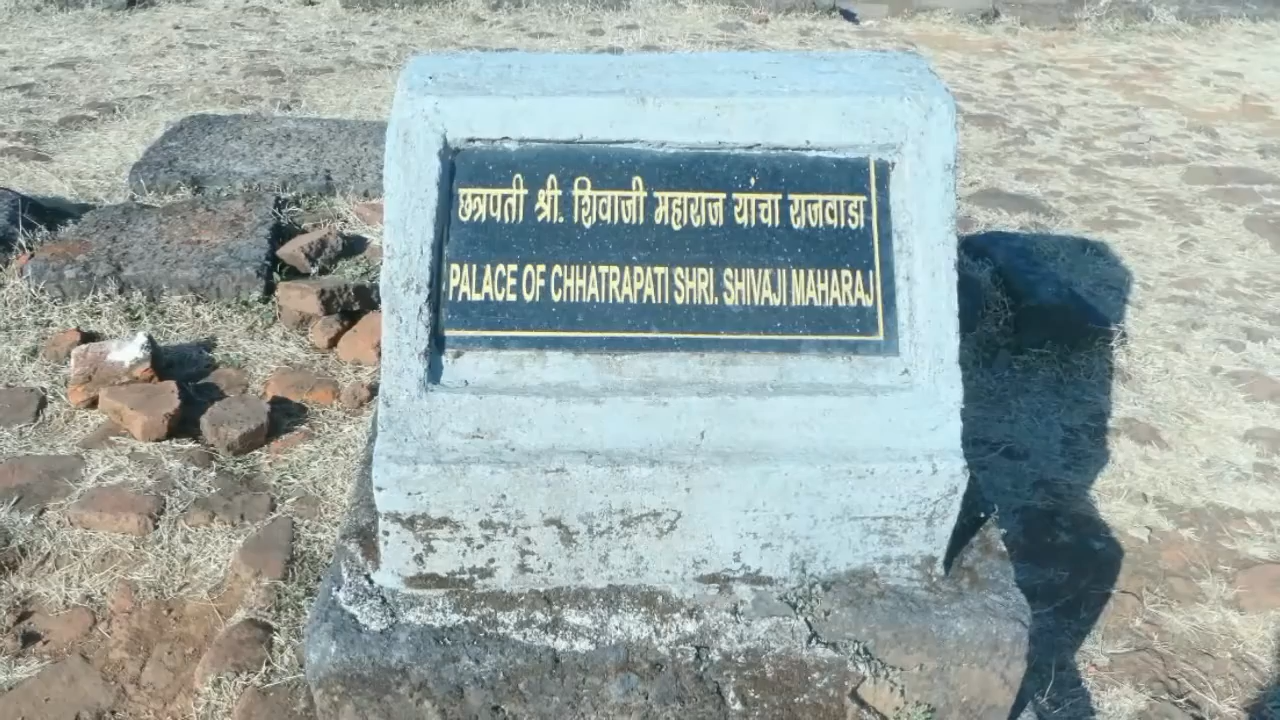 छत्रपती श्री. शिवाजी महाराज यांचा राजवाडा
PALACE OF CHHATRAPATI SHRI. SHIVAJI MAHARAJ